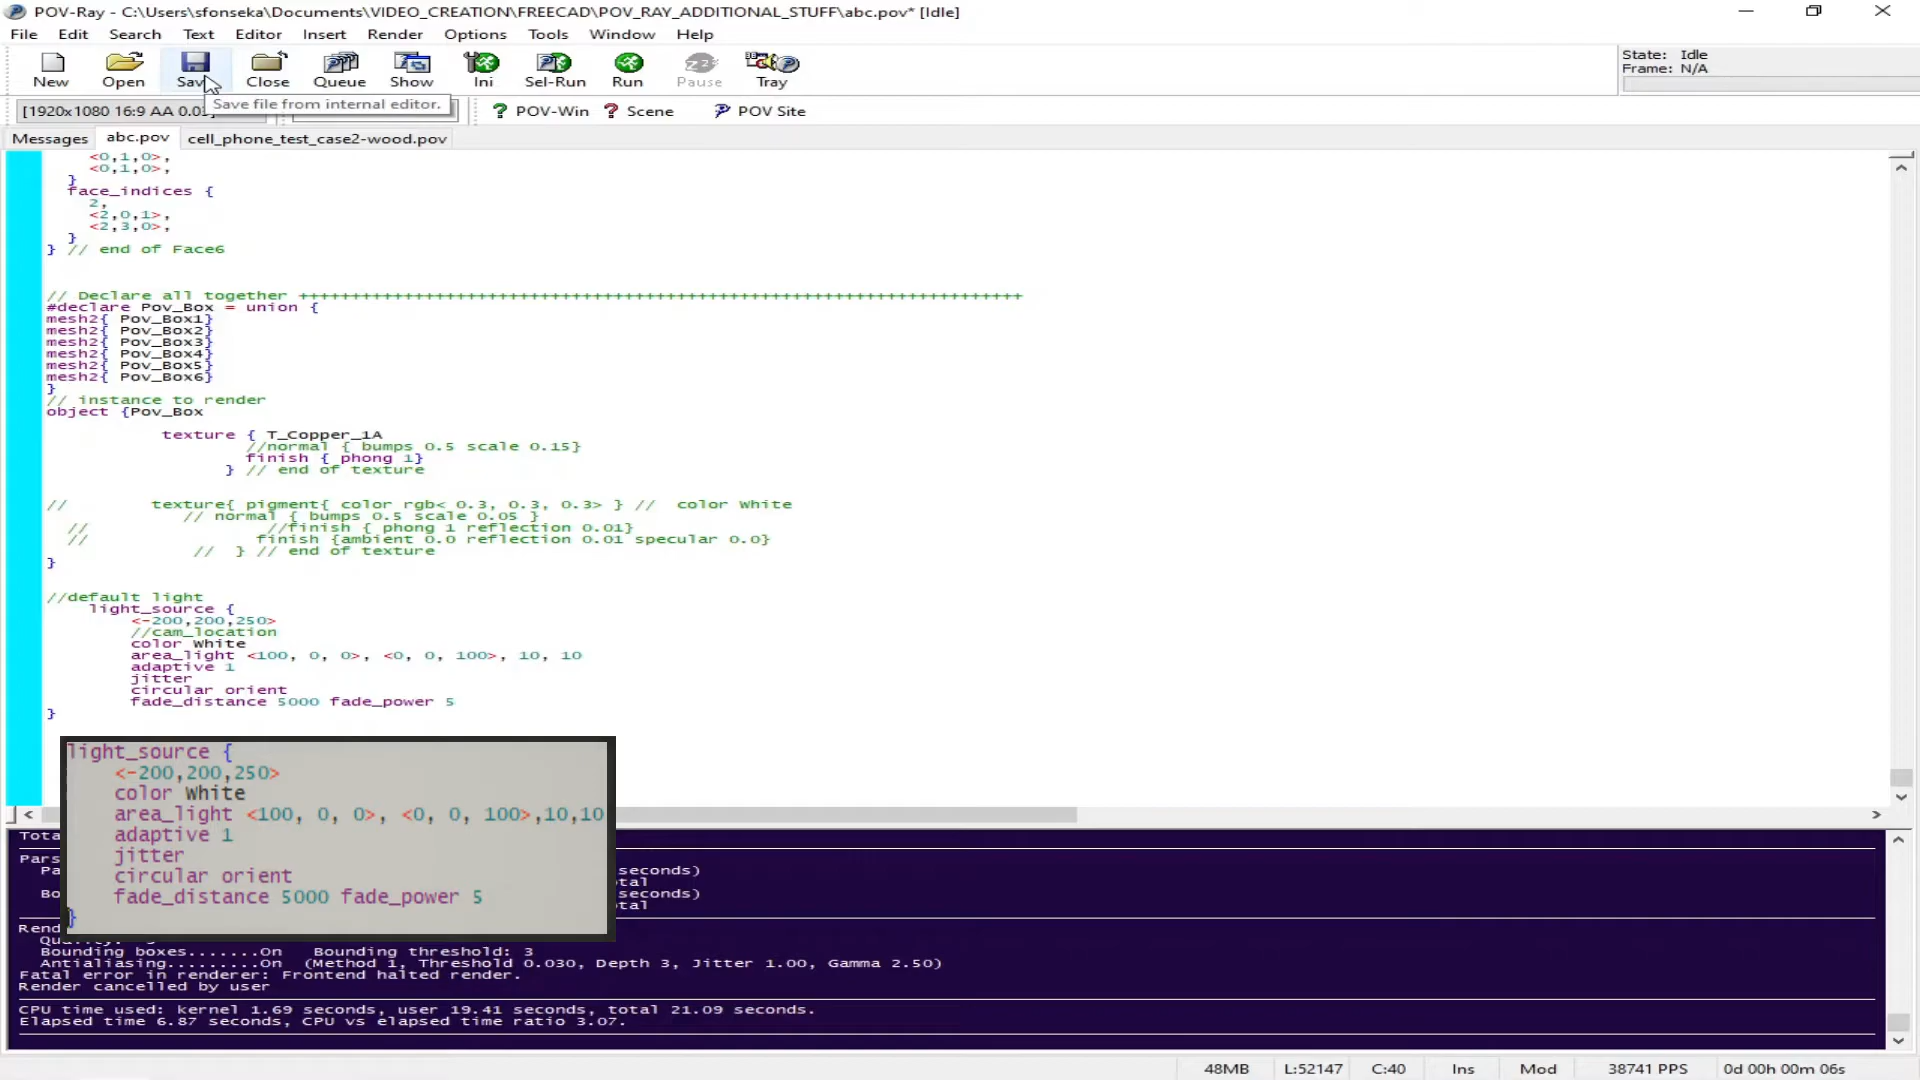 POV-Ray - C:\Users\sfonseka\Documents\VIDEO_CREATION\FREECAD\POV_RAY_ADDITIONAL_STUFF\abc.pov* [Idle]
File Edit Search Text Editor Insert Render Options Tools Window Help
New Open Save Close Queue Show Ini Sel-Run Run Pause Tray
State: Idle
Frame: N/A
Save file from internal editor.
[1920x1080 16:9 AA 0.03] ? POV-Win ? Scene POV Site
Messages abc.pov cell_phone_test_case2-wood.pov
<0,1,0>,
<0,1,0>,
}
face_indices {
2,
<2,0,1>,
<2,3,0>,
}
} // end of Face6
// Declare all together +++++++++++++++++++++++++++++++++++++++++++++++++++++++++++++++++++++
#declare Pov_Box = union {
mesh2{ Pov_Box1}
mesh2{ Pov_Box2}
mesh2{ Pov_Box3}
mesh2{ Pov_Box4}
mesh2{ Pov_Box5}
mesh2{ Pov_Box6}
}
// instance to render
object {Pov_Box
texture { T_Copper_1A
//normal { bumps 0.5 scale 0.15}
finish { phong 1}
} // end of texture
// texture{ pigment{ color rgb< 0.3, 0.3, 0.3> } // color White
// normal { bumps 0.5 scale 0.05 }
// //finish { phong 1 reflection 0.01}
// finish {ambient 0.0 reflection 0.01 specular 0.0}
// } // end of texture
}
//default light
light_source {
<-200,200,250>
//cam_location
color White
area_light <100, 0, 0>, <0, 0, 100>, 10, 10
adaptive 1
jitter
circular orient
fade_distance 5000 fade_power 5
}
light_source {
<-200,200,250>
color White
area_light <100, 0, 0>, <0, 0, 100>,10,10
adaptive 1
jitter
circular orient
fade_distance 5000 fade_power 5
}
seconds)
seconds)
Bounding boxes.......On Bounding threshold: 3
Antialiasing.........On (Method 1, Threshold 0.030, Depth 3, Jitter 1.00, Gamma 2.50)
Fatal error in renderer: Frontend halted render.
Render cancelled by user
CPU time used: kernel 1.69 seconds, user 19.41 seconds, total 21.09 seconds.
Elapsed time 6.87 seconds, CPU vs elapsed time ratio 3.07.
48MB L:52147 C:40 Ins Mod 38741 PPS 0d 00h 00m 06s